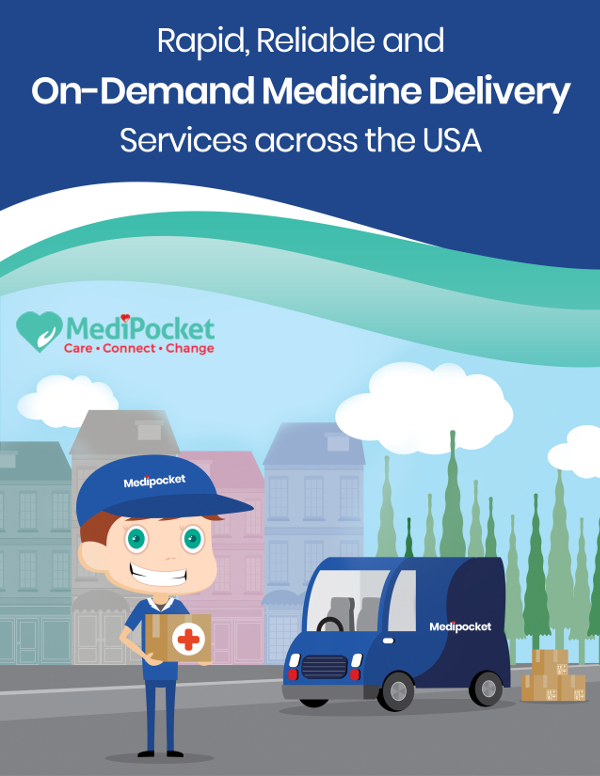 Rapid, Reliable and
On-Demand Medicine Delivery
Services across the USA
MediPocket
Care • Connect • Change
Medipocket
Medipocket